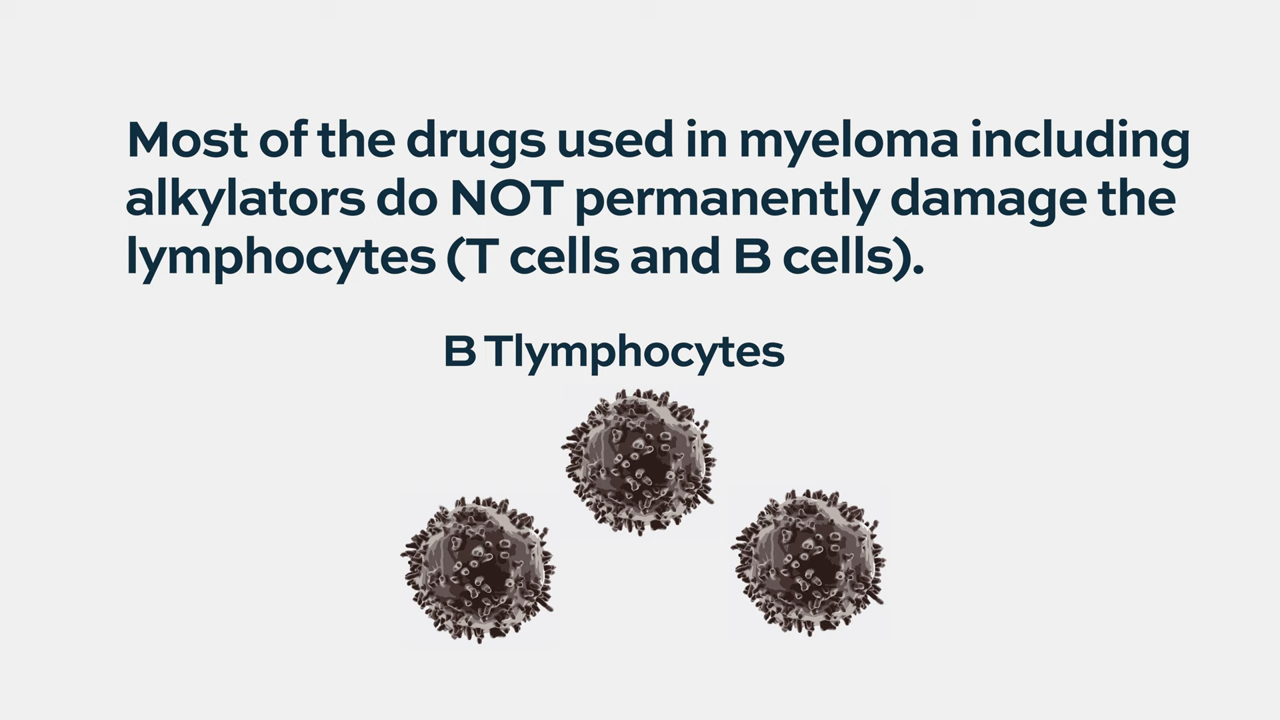 Most of the drugs used in myeloma including
alkylators do NOT permanently damage the
lymphocytes (T cells and B cells).
B Tlymphocytes